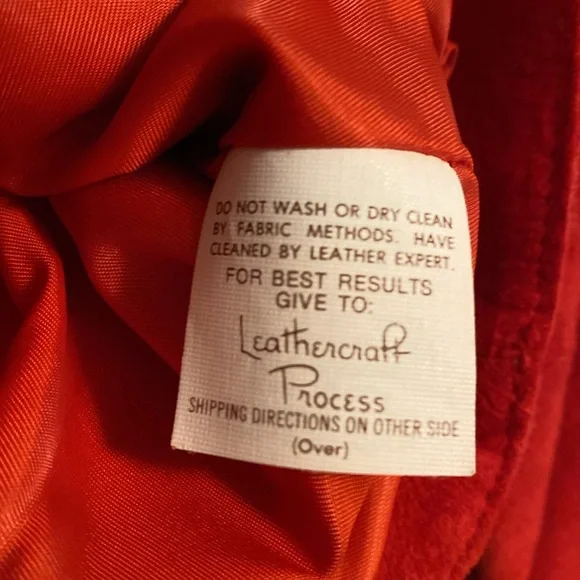 DO NOT WASH OR DRY CLEAN
BY FABRIC METHODS. HAVE
CLEANED BY LEATHER EXPERT.
FOR BEST RESULTS
GIVE TO:
Leathercraft
Process
SHIPPING DIRECTIONS ON OTHER SIDE
(Over)